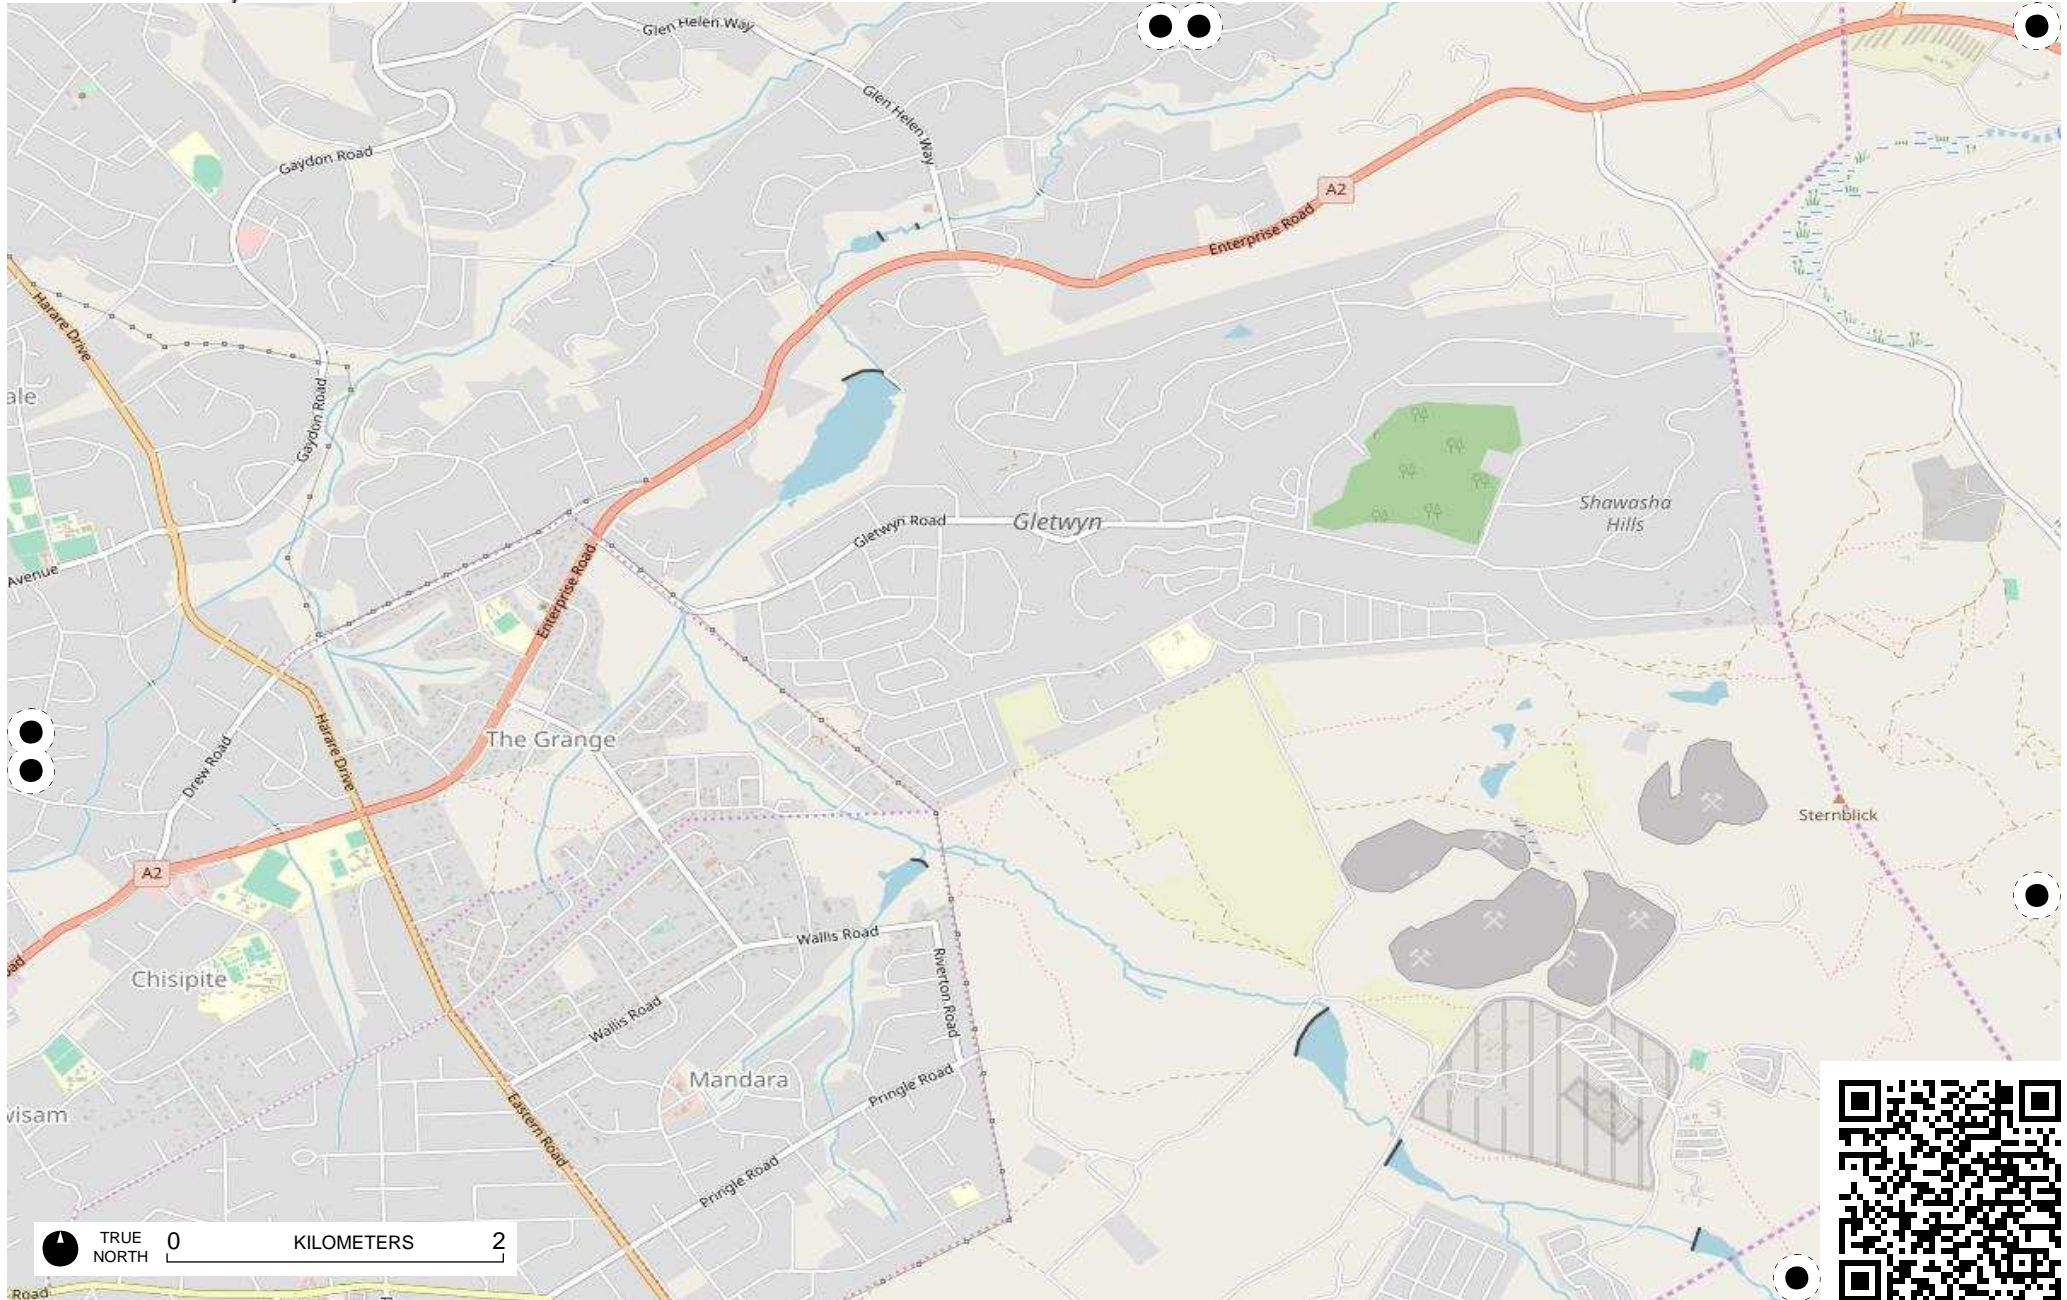 Glen Helen Way
Glen Helen Way
Gaydon Road
A2
Enterprise Road
Harare Drive
ale
Gaydon Road
Shawasha
Hills
Gletwyn Road
Gletwyn
Avenue
Enterprise Road
The Grange
Harare Drive
Drew Road
Sternblick
A2
Wallis Road
oad
Chisipite
Riverton Road
Wallis Road
Mandara
Pringle Road
wisam
Eastern Road
Pringle Road
TRUE
NORTH
0 KILOMETERS 2
Road